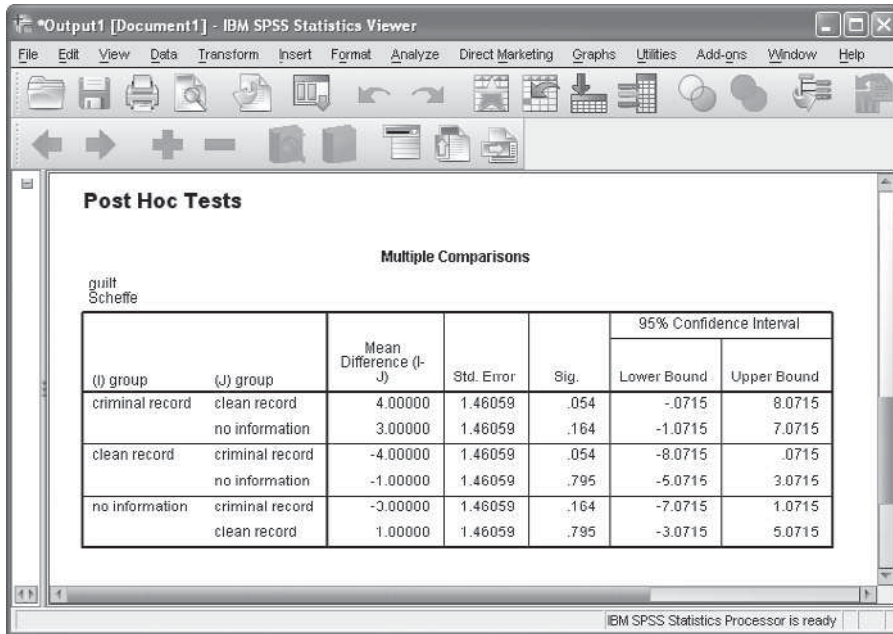 *Output1 [Document1] - IBM SPSS Statistics Viewer
File Edit View Data Transform Insert Format Analyze Direct Marketing Graphs Utilities Add-ons Window Help
Post Hoc Tests
Multiple Comparisons
guilt
Scheffe
95% Confidence Interval
(I) group (J) group Mean Difference (I-J) Std. Error Sig. Lower Bound Upper Bound
criminal record clean record 4.00000 1.46059 .054 -.0715 8.0715
no information 3.00000 1.46059 .164 -1.0715 7.0715
clean record criminal record -4.00000 1.46059 .054 -8.0715 .0715
no information -1.00000 1.46059 .795 -5.0715 3.0715
no information criminal record -3.00000 1.46059 .164 -7.0715 1.0715
clean record 1.00000 1.46059 .795 -3.0715 5.0715
IBM SPSS Statistics Processor is ready